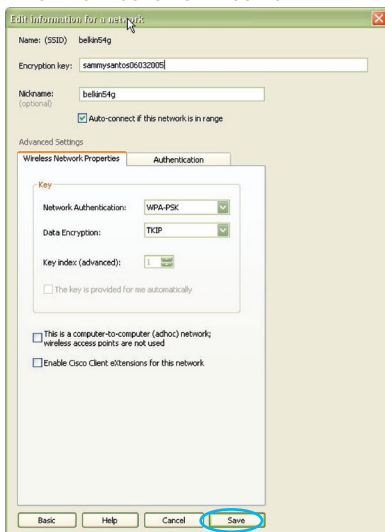 Edit information for a network
Name: (SSID) belkin54g
Encryption key: sammysantos06032005
Nickname: belkin54g
(optional)
Auto-connect if this network is in range
Advanced Settings
Wireless Network Properties Authentication
Key
Network Authentication: WPA-PSK
Data Encryption: TKIP
Key index (advanced): 1
The key is provided for me automatically
This is a computer-to-computer (adhoc) network;
wireless access points are not used
Enable Cisco Client eXtensions for this network
Basic Help Cancel Save